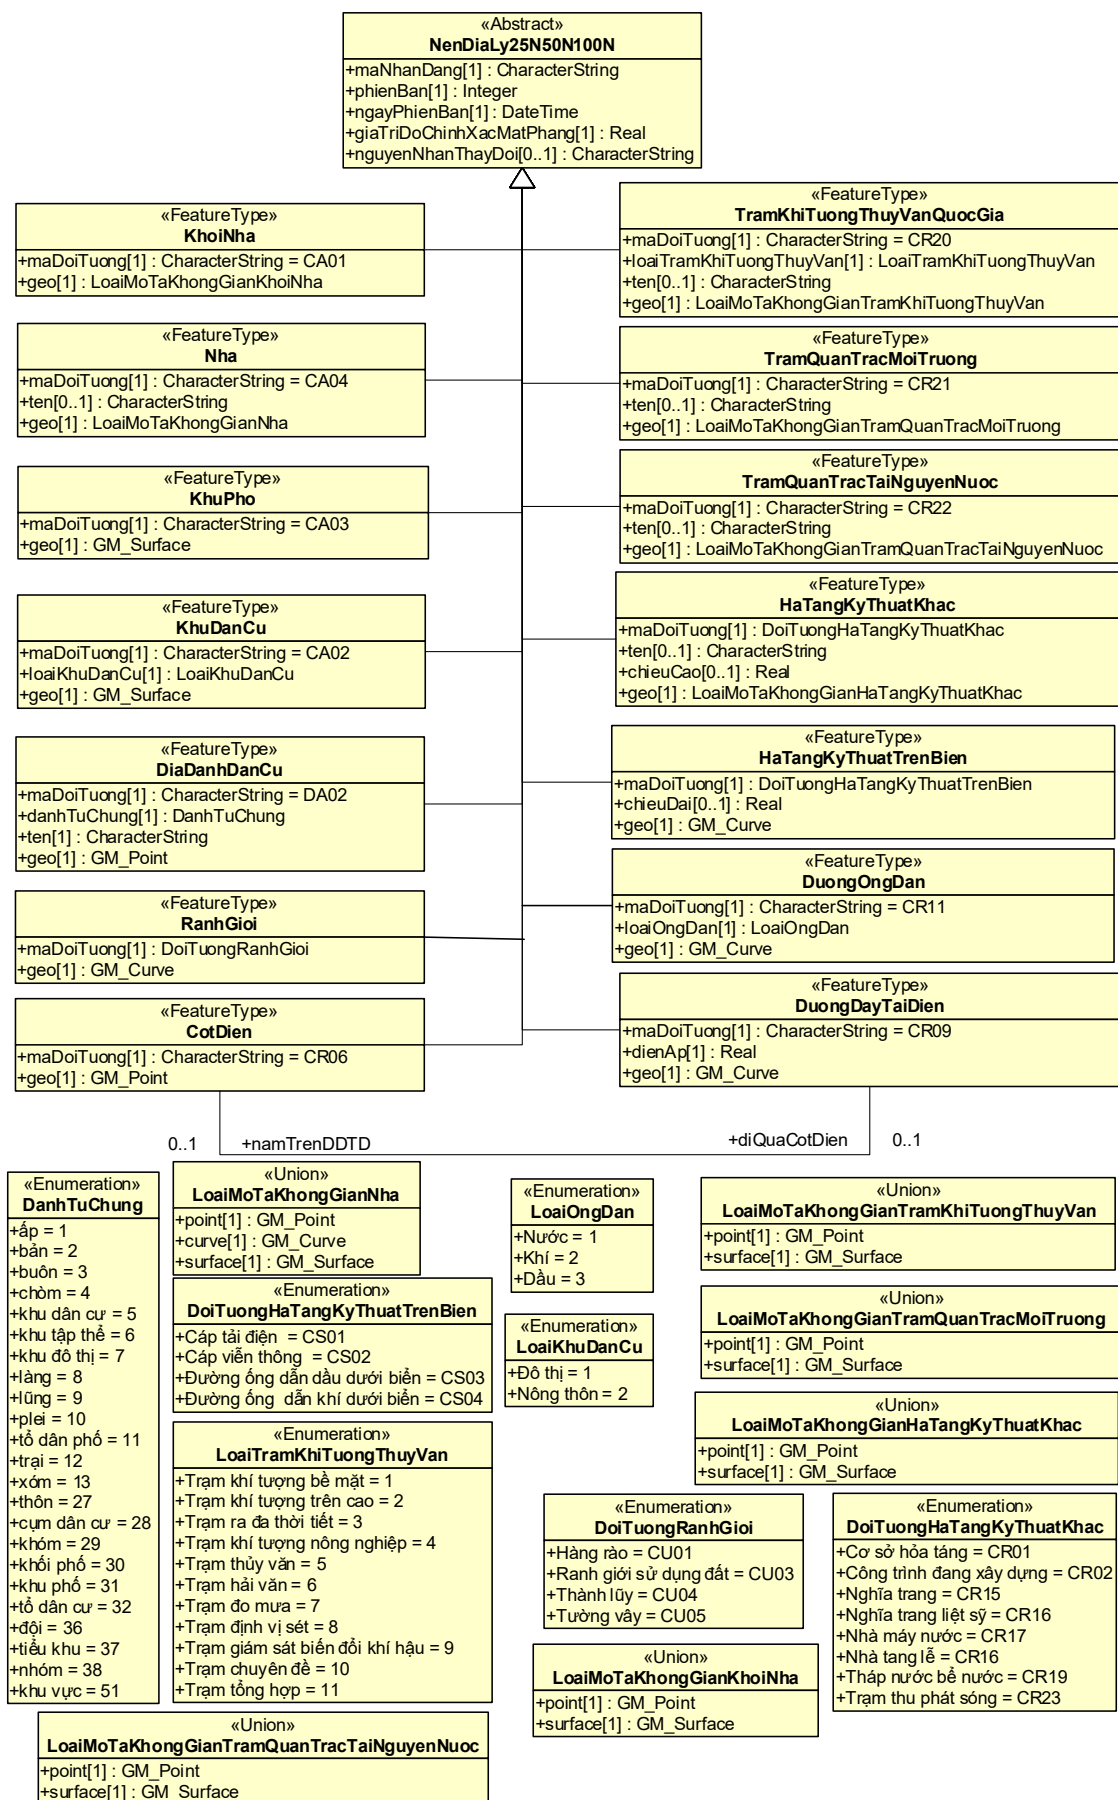 «Abstract»
NenDiaLy25N50N100N
+maNhanDang[1] : CharacterString
+phienBan[1] : Integer
+ngayPhienBan[1] : DateTime
+giaTriDoChinhXacMatPhang[1] : Real
+nguyenNhanThayDoi[0..1] : CharacterString
«FeatureType»
KhoiNha
+maDoiTuong[1] : CharacterString = CA01
+geo[1] : LoaiMoTaKhongGianKhoiNha
«FeatureType»
TramKhiTuongThuyVanQuocGia
+maDoiTuong[1] : CharacterString = CR20
+loaiTramKhiTuongThuyVan[1] : LoaiTramKhiTuongThuyVan
+ten[0..1] : CharacterString
+geo[1] : LoaiMoTaKhongGianTramKhiTuongThuyVan
«FeatureType»
Nha
+maDoiTuong[1] : CharacterString = CA04
+ten[0..1] : CharacterString
+geo[1] : LoaiMoTaKhongGianNha
«FeatureType»
TramQuanTracMoiTruong
+maDoiTuong[1] : CharacterString = CR21
+ten[0..1] : CharacterString
+geo[1] : LoaiMoTaKhongGianTramQuanTracMoiTruong
«FeatureType»
KhuPho
+maDoiTuong[1] : CharacterString = CA03
+geo[1] : GM_Surface
«FeatureType»
TramQuanTracTaiNguyenNuoc
+maDoiTuong[1] : CharacterString = CR22
+ten[0..1] : CharacterString
+geo[1] : LoaiMoTaKhongGianTramQuanTracTaiNguyenNuoc
«FeatureType»
KhuDanCu
+maDoiTuong[1] : CharacterString = CA02
+loaiKhuDanCu[1] : LoaiKhuDanCu
+geo[1] : GM_Surface
«FeatureType»
HaTangKyThuatKhac
+maDoiTuong[1] : DoiTuongHaTangKyThuatKhac
+ten[0..1] : CharacterString
+chieuCao[0..1] : Real
+geo[1] : LoaiMoTaKhongGianHaTangKyThuatKhac
«FeatureType»
DiaDanhDanCu
+maDoiTuong[1] : CharacterString = DA02
+danhTuChung[1] : DanhTuChung
+ten[1] : CharacterString
+geo[1] : GM_Point
«FeatureType»
HaTangKyThuatTrenBien
+maDoiTuong[1] : DoiTuongHaTangKyThuatTrenBien
+chieuDai[0..1] : Real
+geo[1] : GM_Curve
«FeatureType»
RanhGioi
+maDoiTuong[1] : DoiTuongRanhGioi
+geo[1] : GM_Curve
«FeatureType»
DuongOngDan
+maDoiTuong[1] : CharacterString = CR11
+loaiOngDan[1] : LoaiOngDan
+geo[1] : GM_Curve
«FeatureType»
CotDien
+maDoiTuong[1] : CharacterString = CR06
+geo[1] : GM_Point
«FeatureType»
DuongDayTaiDien
+maDoiTuong[1] : CharacterString = CR09
+dienAp[1] : Real
+geo[1] : GM_Curve
0..1 +namTrenDDTD +diQuaCotDien 0..1
«Enumeration»
DanhTuChung
+ấp = 1
+bản = 2
+buôn = 3
+chòm = 4
+khu dân cư = 5
+khu tập thể = 6
+khu đô thị = 7
+làng = 8
+lũng = 9
+plei = 10
+tổ dân phố = 11
+trại = 12
+xóm = 13
+thôn = 27
+cụm dân cư = 28
+khóm = 29
+khối phố = 30
+khu phố = 31
+tổ dân cư = 32
+đội = 36
+tiểu khu = 37
+nhóm = 38
+khu vực = 51
«Union»
LoaiMoTaKhongGianNha
+point[1] : GM_Point
+curve[1] : GM_Curve
+surface[1] : GM_Surface
«Enumeration»
DoiTuongHaTangKyThuatTrenBien
+Cáp tải điện = CS01
+Cáp viễn thông = CS02
+Đường ống dẫn dầu dưới biển = CS03
+Đường ống dẫn khí dưới biển = CS04
«Enumeration»
LoaiTramKhiTuongThuyVan
+Trạm khí tượng bề mặt = 1
+Trạm khí tượng trên cao = 2
+Trạm ra đa thời tiết = 3
+Trạm khí tượng nông nghiệp = 4
+Trạm thủy văn = 5
+Trạm hải văn = 6
+Trạm đo mưa = 7
+Trạm định vị sét = 8
+Trạm giám sát biến đổi khí hậu = 9
+Trạm chuyên đề = 10
+Trạm tổng hợp = 11
«Enumeration»
LoaiOngDan
+Nước = 1
+Khí = 2
+Dầu = 3
«Enumeration»
LoaiKhuDanCu
+Đô thị = 1
+Nông thôn = 2
«Union»
LoaiMoTaKhongGianTramKhiTuongThuyVan
+point[1] : GM_Point
+surface[1] : GM_Surface
«Union»
LoaiMoTaKhongGianTramQuanTracMoiTruong
+point[1] : GM_Point
+surface[1] : GM_Surface
«Union»
LoaiMoTaKhongGianHaTangKyThuatKhac
+point[1] : GM_Point
+surface[1] : GM_Surface
«Enumeration»
DoiTuongRanhGioi
+Hàng rào = CU01
+Ranh giới sử dụng đất = CU03
+Thành lũy = CU04
+Tường vây = CU05
«Enumeration»
DoiTuongHaTangKyThuatKhac
+Cơ sở hỏa táng = CR01
+Công trình đang xây dựng = CR02
+Nghĩa trang = CR15
+Nghĩa trang liệt sỹ = CR16
+Nhà máy nước = CR17
+Nhà tang lễ = CR16
+Tháp nước bể nước = CR19
+Trạm thu phát sóng = CR23
«Union»
LoaiMoTaKhongGianKhoiNha
+point[1] : GM_Point
+surface[1] : GM_Surface
«Union»
LoaiMoTaKhongGianTramQuanTracTaiNguyenNuoc
+point[1] : GM_Point
+surface[1] : GM_Surface